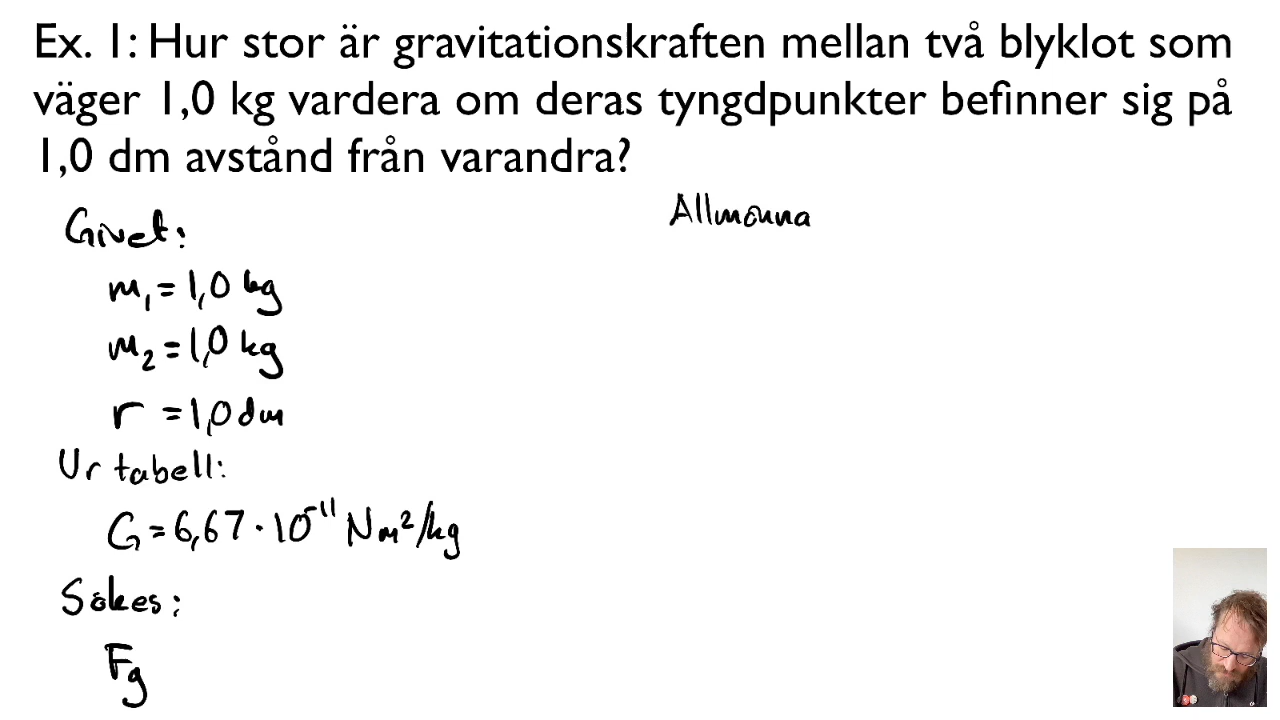 Ex. 1: Hur stor är gravitationskraften mellan två blyklot som
väger 1,0 kg vardera om deras tyngdpunkter befinner sig på
1,0 dm avstånd från varandra?
Givet:
m₁ = 1,0 kg
m₂ = 1,0 kg
r = 1,0 dm
Ur tabell:
G = 6,67 · 10⁻¹¹ Nm²/kg
Sökes:
Fg
Allmänna